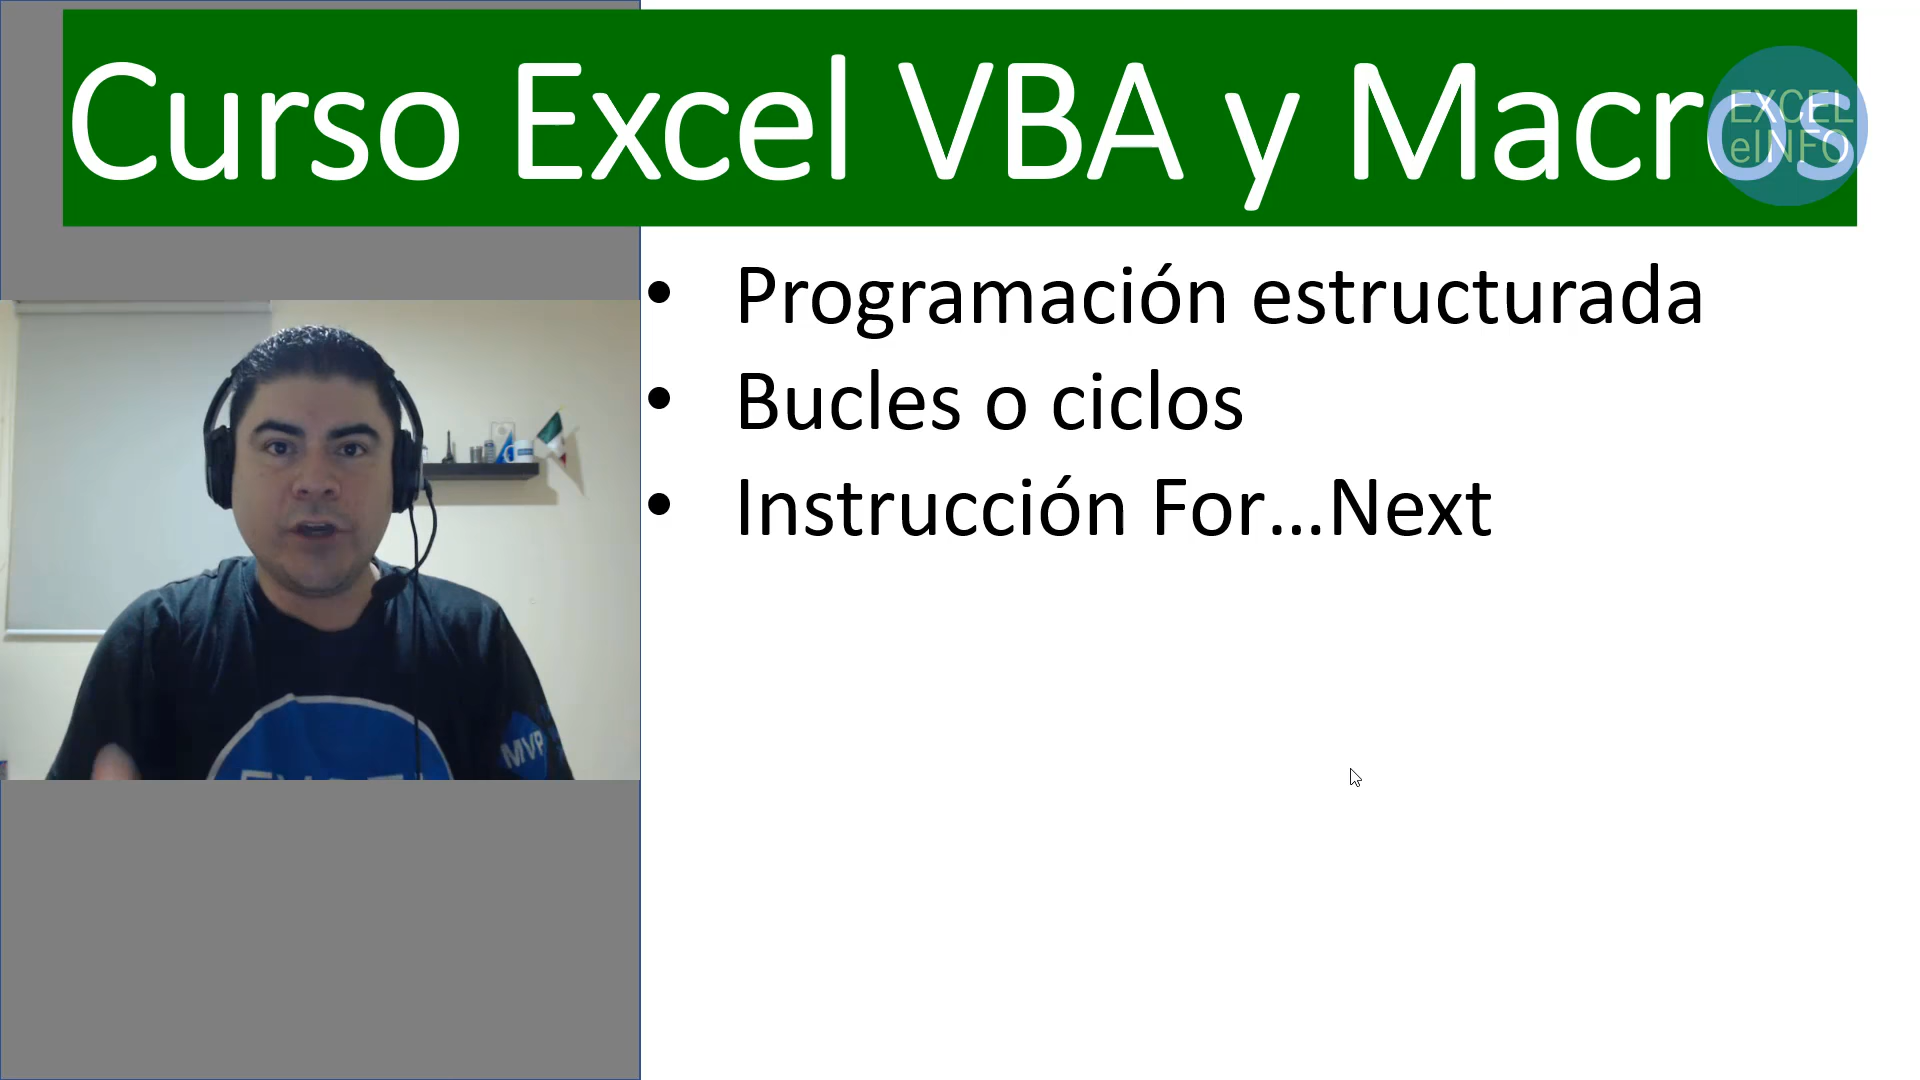 Curso Excel VBA y Macros
EXCEL
eINFO
• Programación estructurada
• Bucles o ciclos
• Instrucción For...Next
MVP